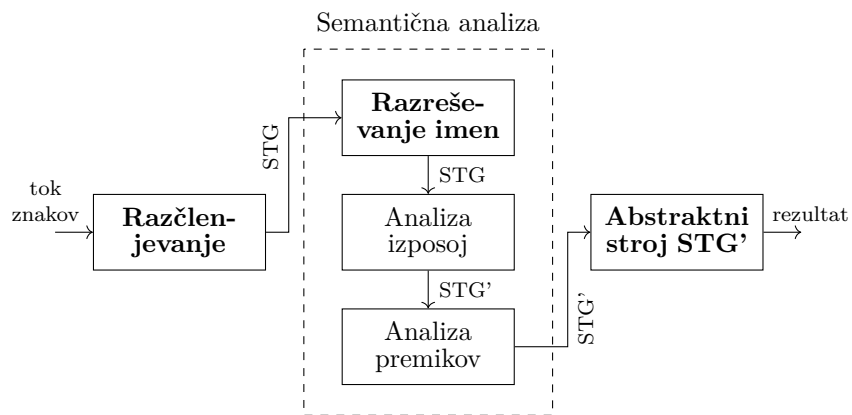 Semantična analiza
Razreše-
vanje imen
STG
STG
tok
znakov
Razčlen-
jevanje
Analiza
izposoj
Abstraktni
stroj STG’
rezultat
STG’
STG’
Analiza
premikov